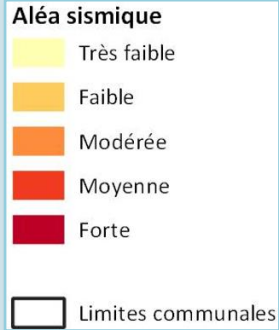 Aléa sismique
Très faible
Faible
Modérée
Moyenne
Forte
Limites communales